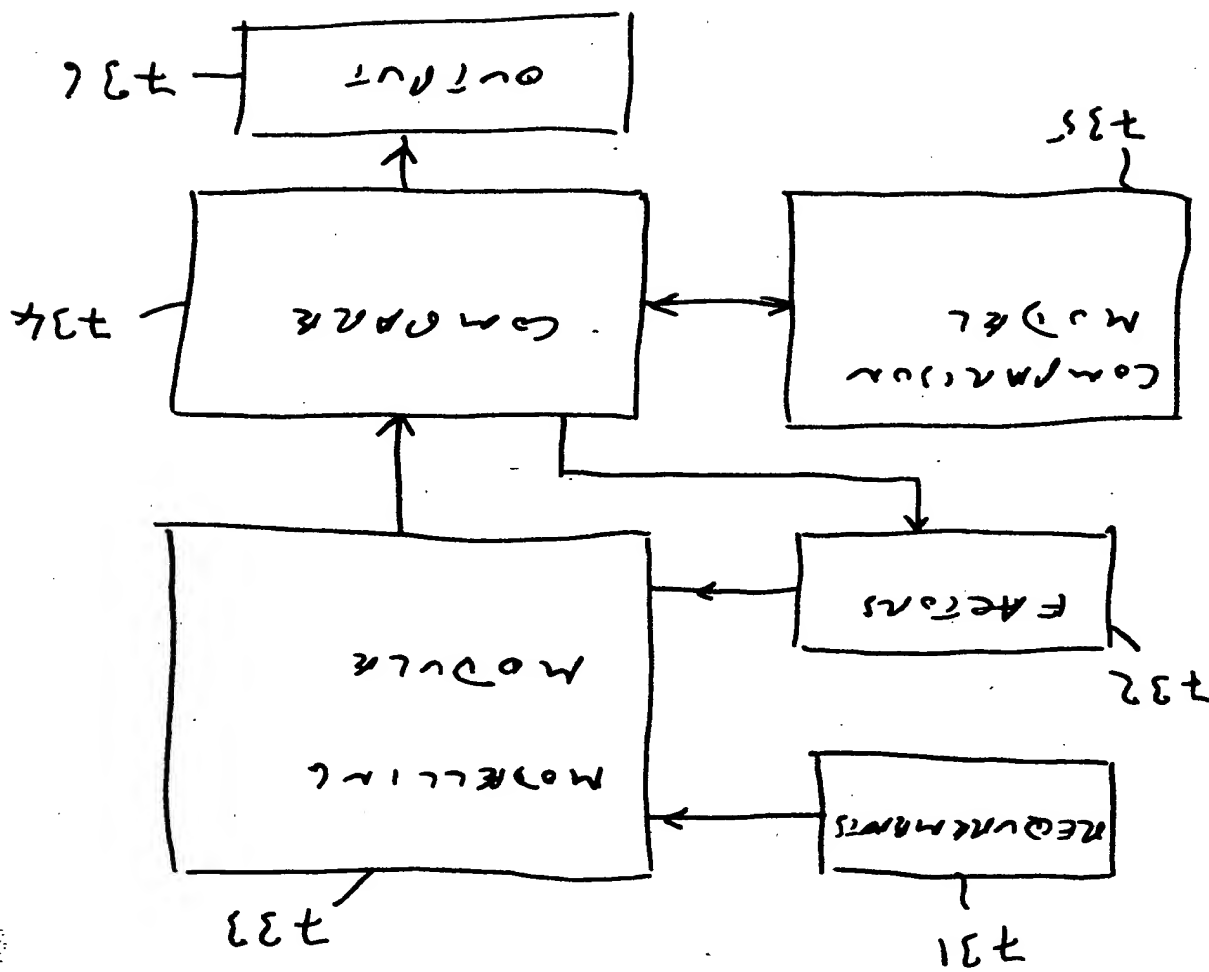 731
733
REQUIREMENTS
MODELLING
MODULE
732
FACTORS
COMPARISON
MODEL
COMPARE
734
735
OUTPUT
736